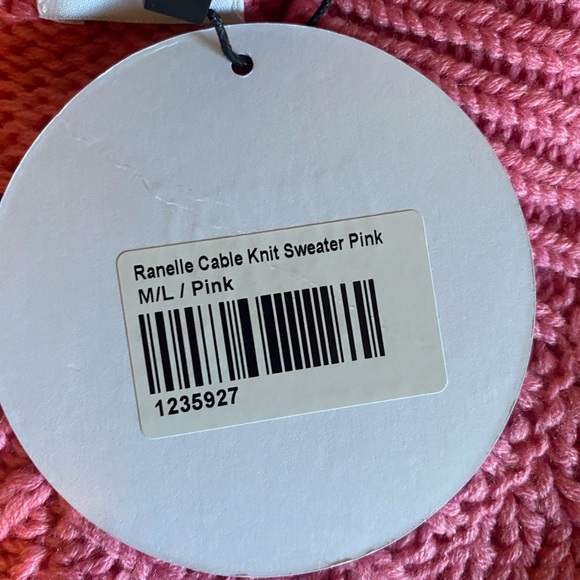 Ranelle Cable Knit Sweater Pink
M/L / Pink
1235927